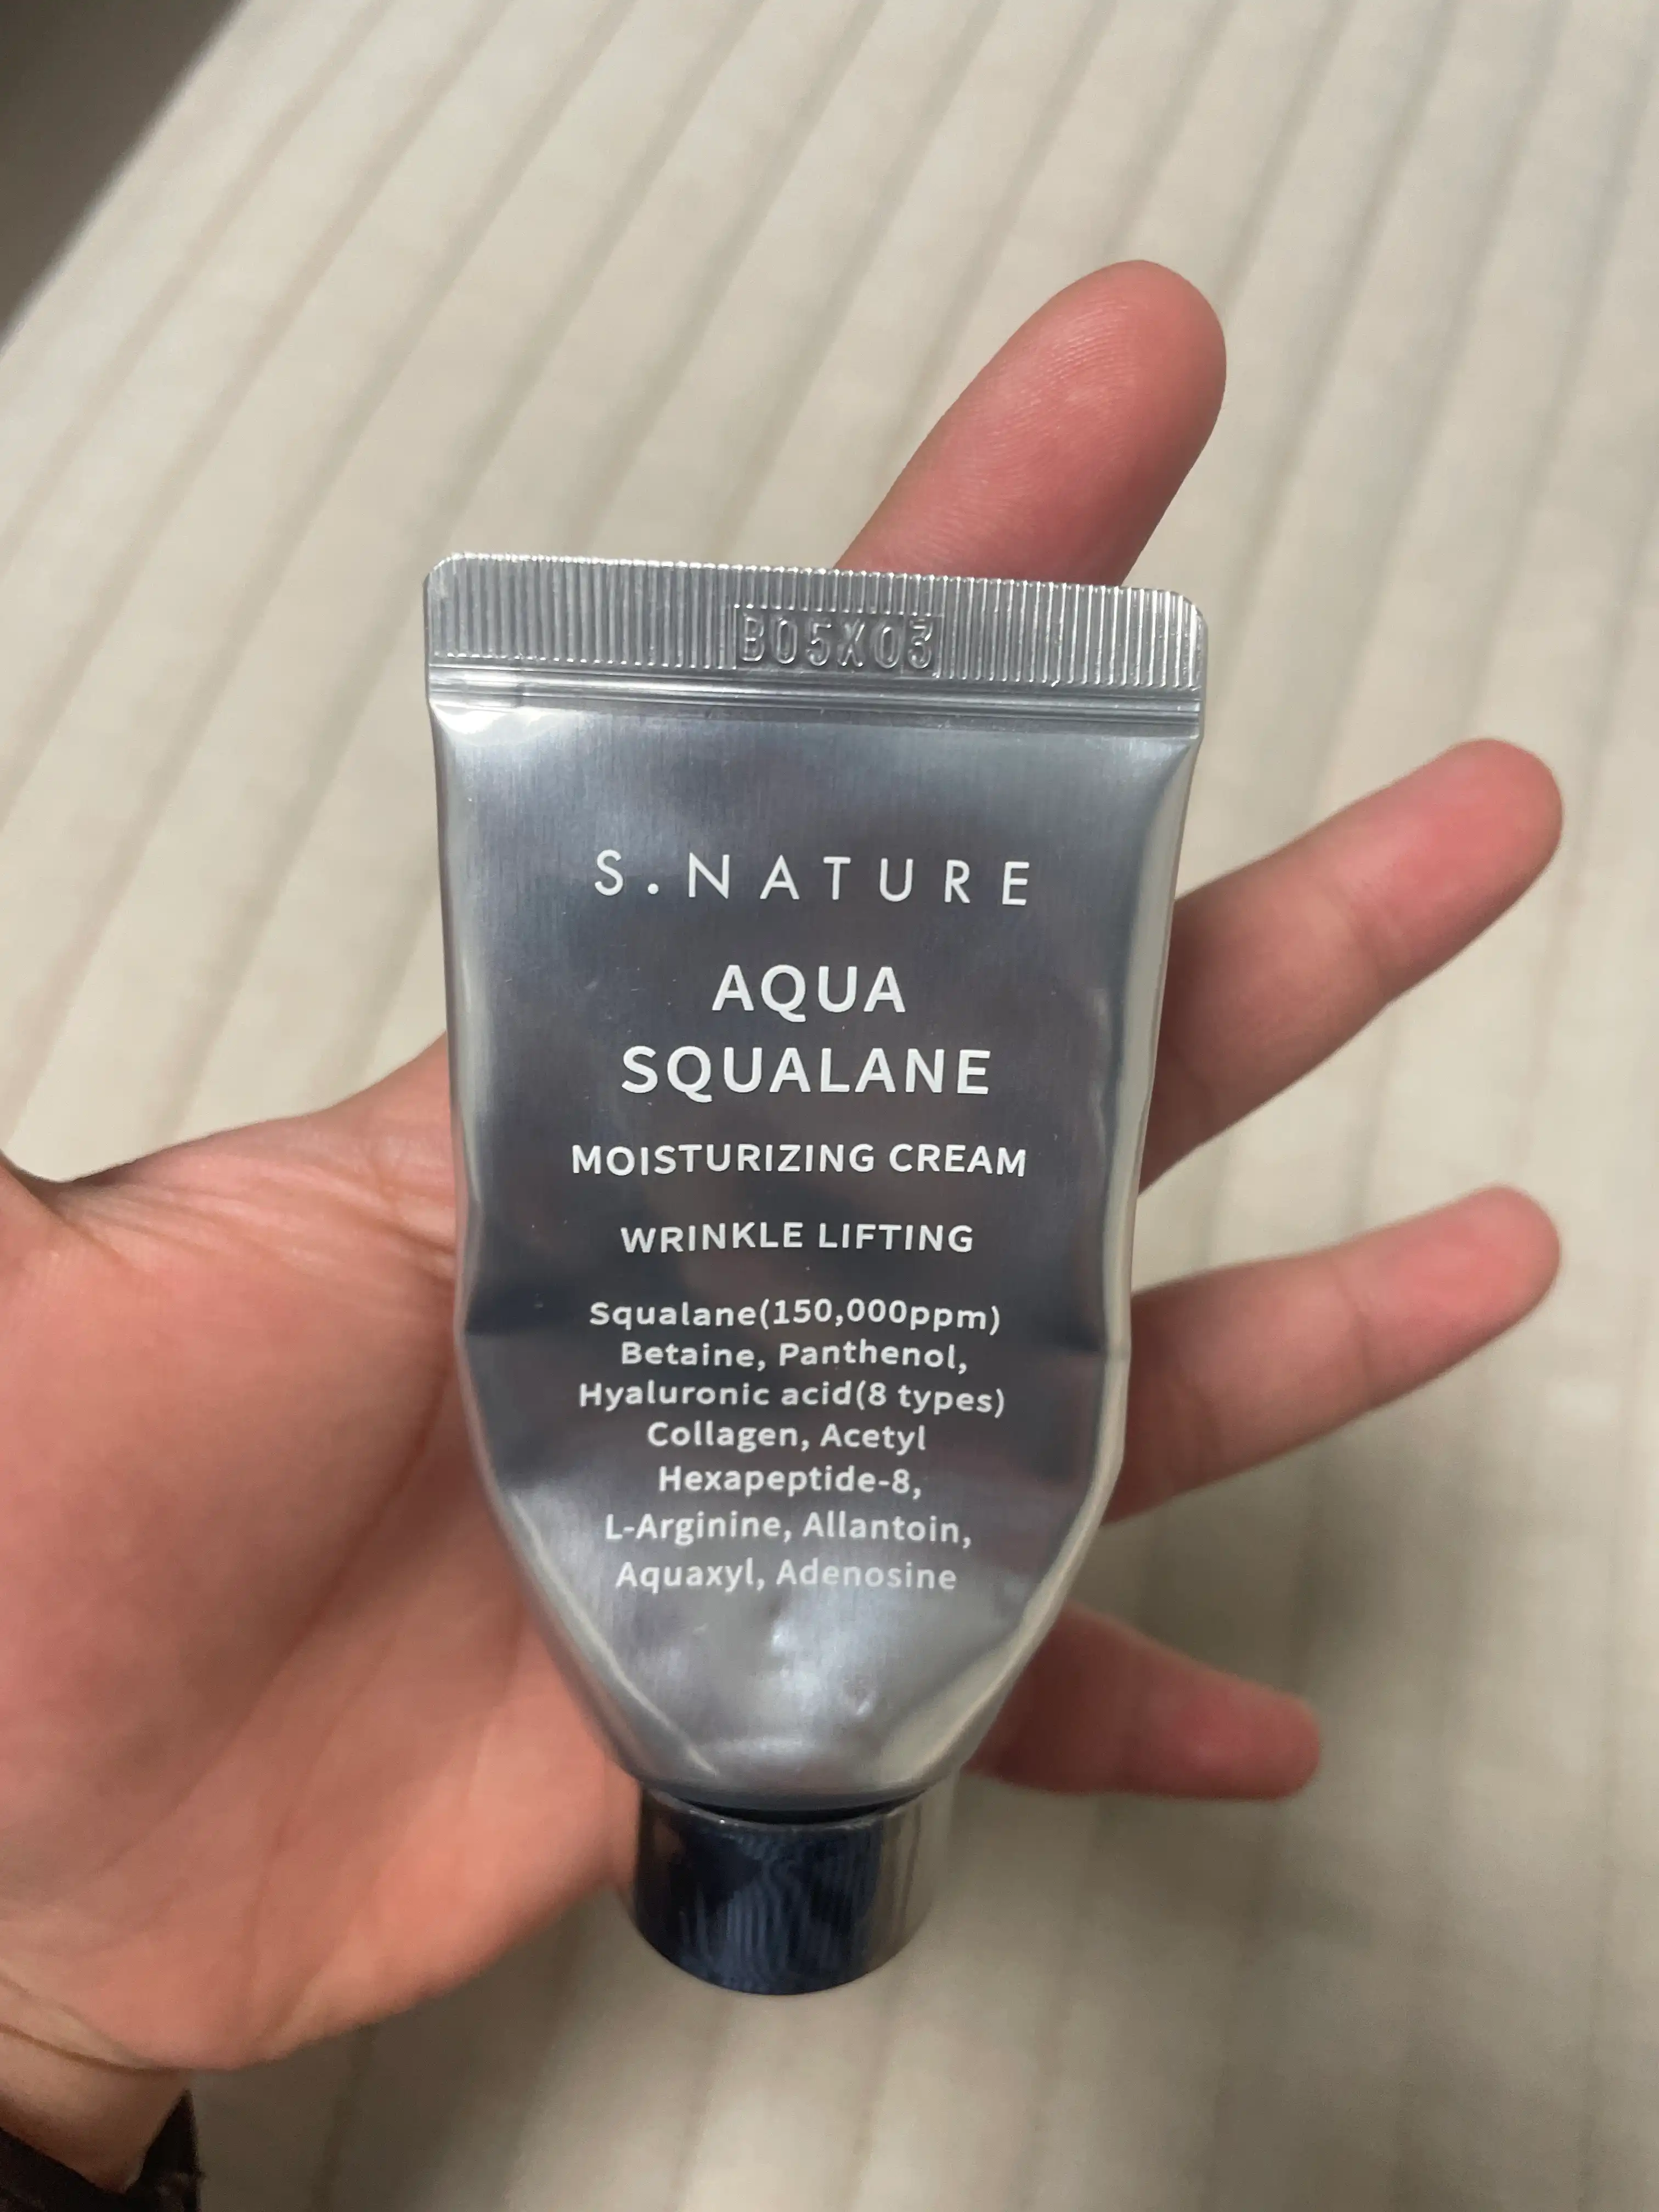 B05X03
S.NATURE
AQUA
SQUALANE
MOISTURIZING CREAM
WRINKLE LIFTING
Squalane(150,000ppm)
Betaine, Panthenol,
Hyaluronic acid(8 types)
Collagen, Acetyl
Hexapeptide-8,
L-Arginine, Allantoin,
Aquaxyl, Adenosine